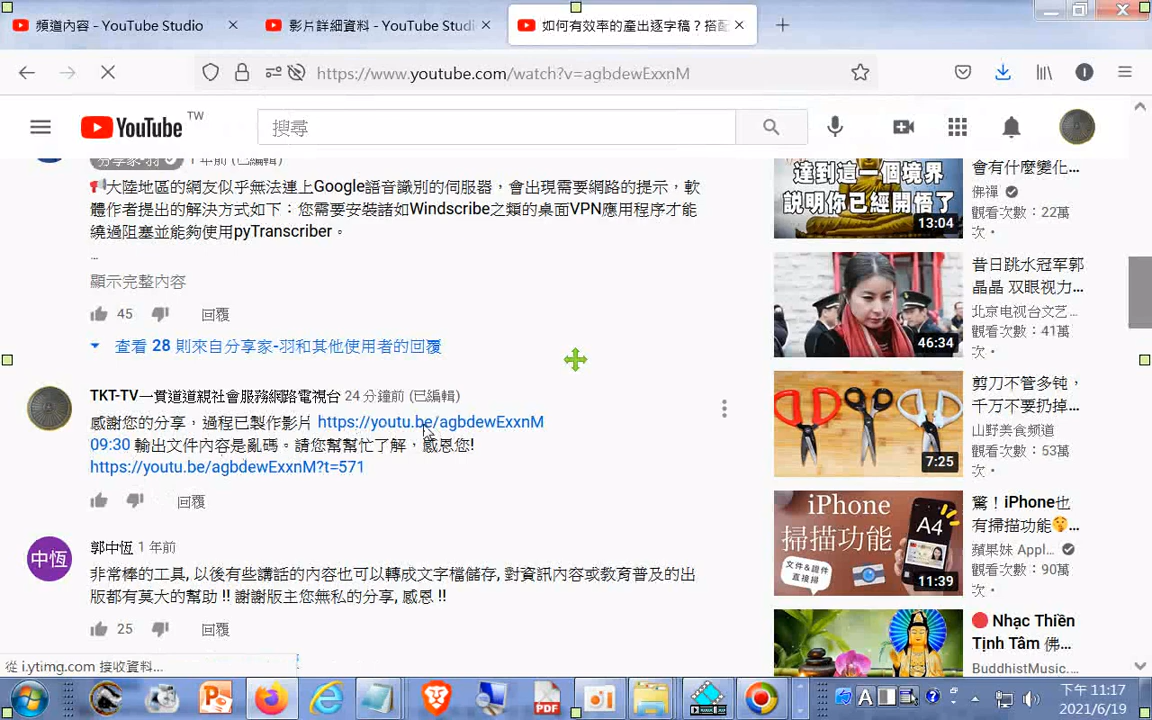 頻道內容 - YouTube Studio
影片詳細資料 - YouTube Studi
如何有效率的產出逐字稿？搭配
https://www.youtube.com/watch?v=agbdewExxnM
YouTube TW
搜尋
分享家-羽 1 年前 (已編輯)
大陸地區的網友似乎無法連上Google語音識別的伺服器，會出現需要網路的提示，軟
體作者提出的解決方式如下：您需要安裝諸如Windscribe之類的桌面VPN應用程序才能
繞過阻塞並能夠使用pyTranscriber。
...
顯示完整內容
45 回覆
查看 28 則來自分享家-羽和其他使用者的回覆
TKT-TV一貫道道親社會服務網路電視台 24 分鐘前 (已編輯)
感謝您的分享，過程已製作影片 https://youtu.be/agbdewExxnM
09:30 輸出文件內容是亂碼。請您幫幫忙了解，感恩您!
https://youtu.be/agbdewExxnM?t=571
回覆
中恆
郭中恆 1 年前
非常棒的工具, 以後有些講話的內容也可以轉成文字檔儲存, 對資訊內容或教育普及的出
版都有莫大的幫助 !! 謝謝版主您無私的分享, 感恩 !!
25 回覆
達到這一個境界
說明你已經開悟了
13:04
會有什麼變化...
佛禪
觀看次數：22萬
次・
46:34
昔日跳水冠军郭
晶晶 双眼视力...
北京电视台文艺...
觀看次數：41萬
次・
7:25
剪刀不管多钝，
千万不要扔掉...
山野美食频道
觀看次數：53萬
次・
iPhone
掃描功能
A4
文件&證件
直接掃
11:39
驚！iPhone也
有掃描功能🤫...
蘋果妹 Appl...
觀看次數：90萬
次・
Nhạc Thiền
Tịnh Tâm 佛...
BuddhistMusic...
從 i.ytimg.com 接收資料...
PDF
A
下午 11:17
2021/6/19